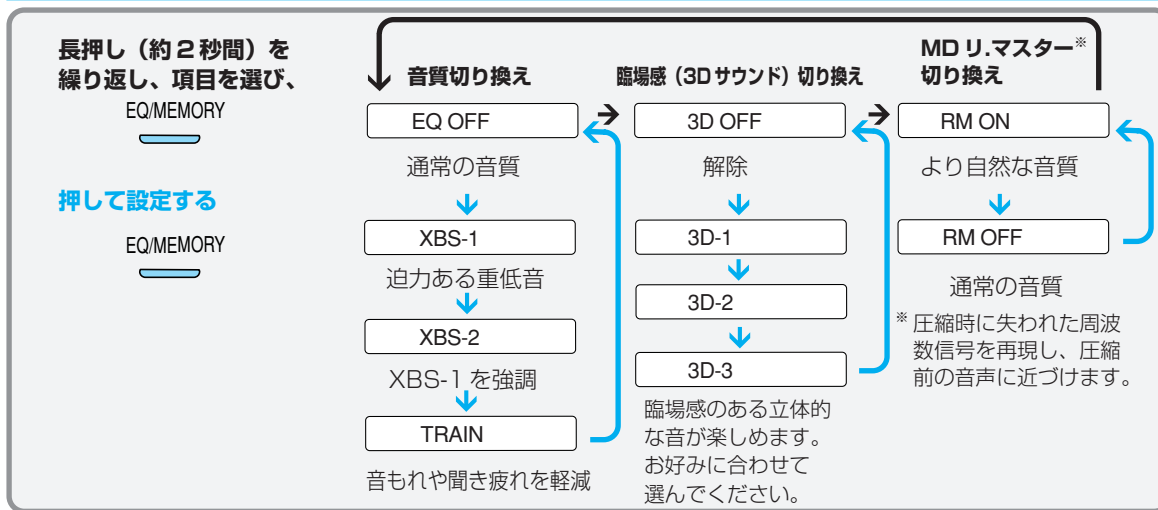 長押し（約2秒間）を
繰り返し、項目を選び、
EQ/MEMORY
押して設定する
EQ/MEMORY
音質切り換え
EQ OFF
通常の音質
XBS-1
迫力ある重低音
XBS-2
XBS-1 を強調
TRAIN
音もれや聞き疲れを軽減
臨場感（3Dサウンド）切り換え
3D OFF
解除
3D-1
3D-2
3D-3
臨場感のある立体的
な音が楽しめます。
お好みに合わせて
選んでください。
MD リ.マスター※
切り換え
RM ON
より自然な音質
RM OFF
通常の音質
※ 圧縮時に失われた周波
数信号を再現し、圧縮
前の音声に近づけます。